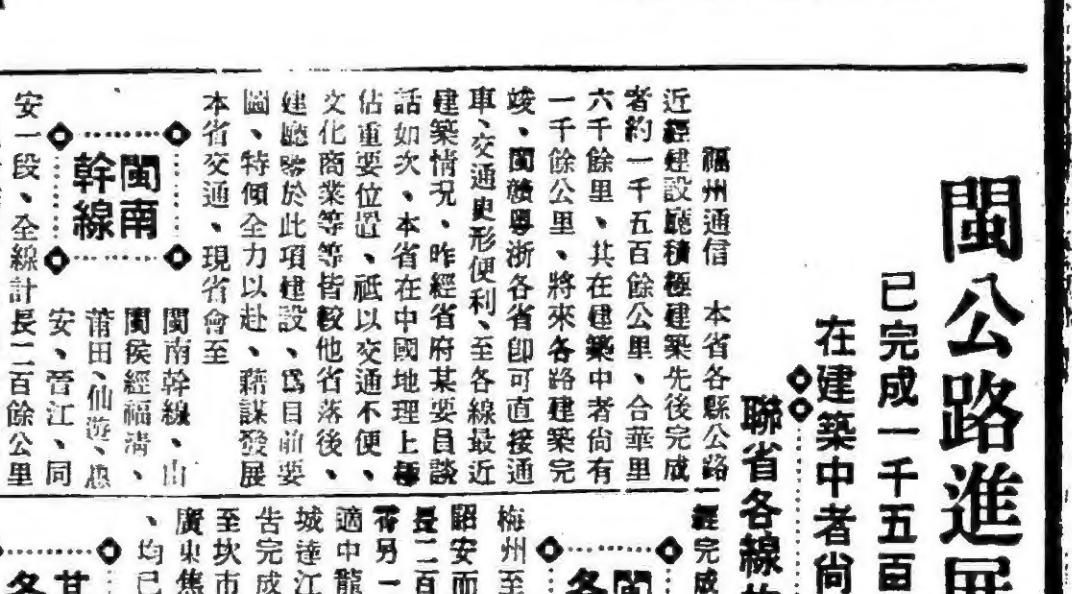 閩公路進展
已完成一千五百
在建築中者尙
聯省各線
福州通信　本省各縣公路
近經建設廳積極建築先後完成
者約一千五百餘公里、合華里
六千餘里、共在建築中者尙有
一千餘公里、將來各路建築完
竣、閩贛粵浙各省卽可直接通
車、交通更形便利、至各線最近
建築情况、昨經省府某要員談
話如次、本省在中國地理上極
佔重要位置、祗以交通不便、
文化商業等等皆較他省落後、
建廳鑒於此項建設、爲目前要
圖、特傾全力以赴、藉謀發展
本省交通、現省會至
閩南
幹線
閩南幹線、由
閩侯經福淸、
莆田、仙遊、惠
安、晉江、同
安一段、全線計長二百餘公里
經完成
閩
各
梅州至
詔安而
長二百
另一
適中龍
城達江
告完成
至坎市
廣東焦
、均已
其
各